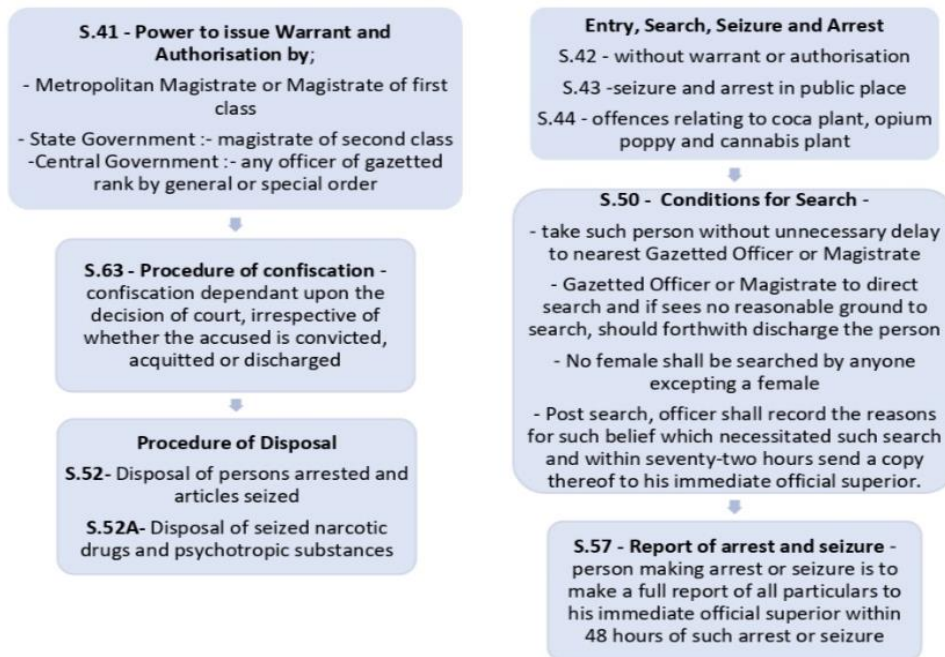 S.41 - Power to issue Warrant and
Authorisation by;
- Metropolitan Magistrate or Magistrate of first
class
- State Government :- magistrate of second class
-Central Government :- any officer of gazetted
rank by general or special order
S.63 - Procedure of confiscation -
confiscation dependant upon the
decision of court, irrespective of
whether the accused is convicted,
acquitted or discharged
Procedure of Disposal
S.52- Disposal of persons arrested and
articles seized
S.52A- Disposal of seized narcotic
drugs and psychotropic substances
Entry, Search, Seizure and Arrest
S.42 - without warrant or authorisation
S.43 -seizure and arrest in public place
S.44 - offences relating to coca plant, opium
poppy and cannabis plant
S.50 - Conditions for Search -
- take such person without unnecessary delay
to nearest Gazetted Officer or Magistrate
- Gazetted Officer or Magistrate to direct
search and if sees no reasonable ground to
search, should forthwith discharge the person
- No female shall be searched by anyone
excepting a female
- Post search, officer shall record the reasons
for such belief which necessitated such search
and within seventy-two hours send a copy
thereof to his immediate official superior.
S.57 - Report of arrest and seizure -
person making arrest or seizure is to
make a full report of all particulars to
his immediate official superior within
48 hours of such arrest or seizure